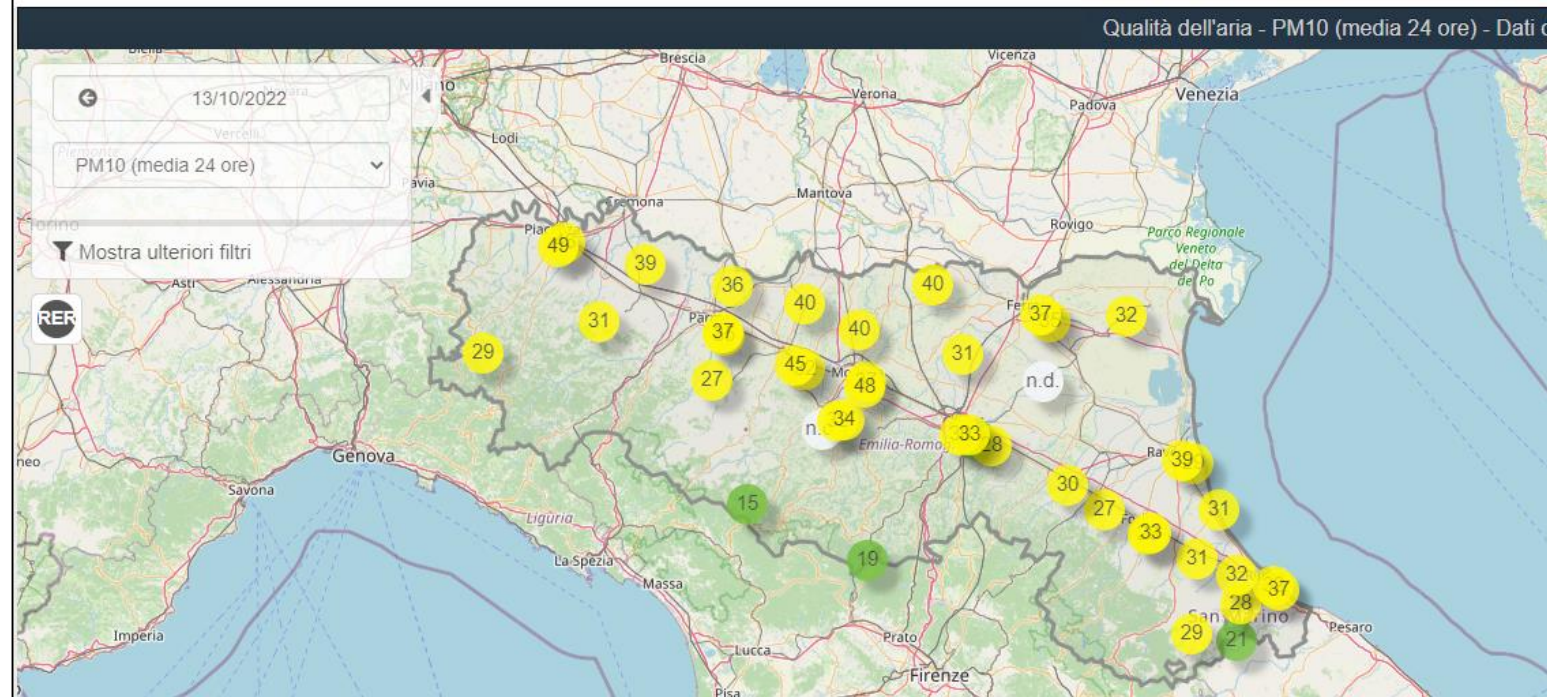 Qualità dell'aria - PM10 (media 24 ore) - Dati
Brescia
Vicenza
13/10/2022
Verona
Padova
Venezia
Vercelli
Lodi
PM10 (media 24 ore)
Piemonte
avia
Mantova
Cremona
Torino
Rovigo
Parco Regionale
Veneto
del Delta
del Po
49
Mostra ulteriori filtri
39
36
40
40
Asti
Alessandria
RER
31
37
32
37
40
29
45
31
27
48
n.d.
34
Emilia-Romag
33
28
Genova
39
Savona
30
15
27
31
Liguria
33
La Spezia
19
31
Massa
32
37
28
San Marino
Imperia
29
21
Pesaro
Prato
Lucca
Firenze
Pisa